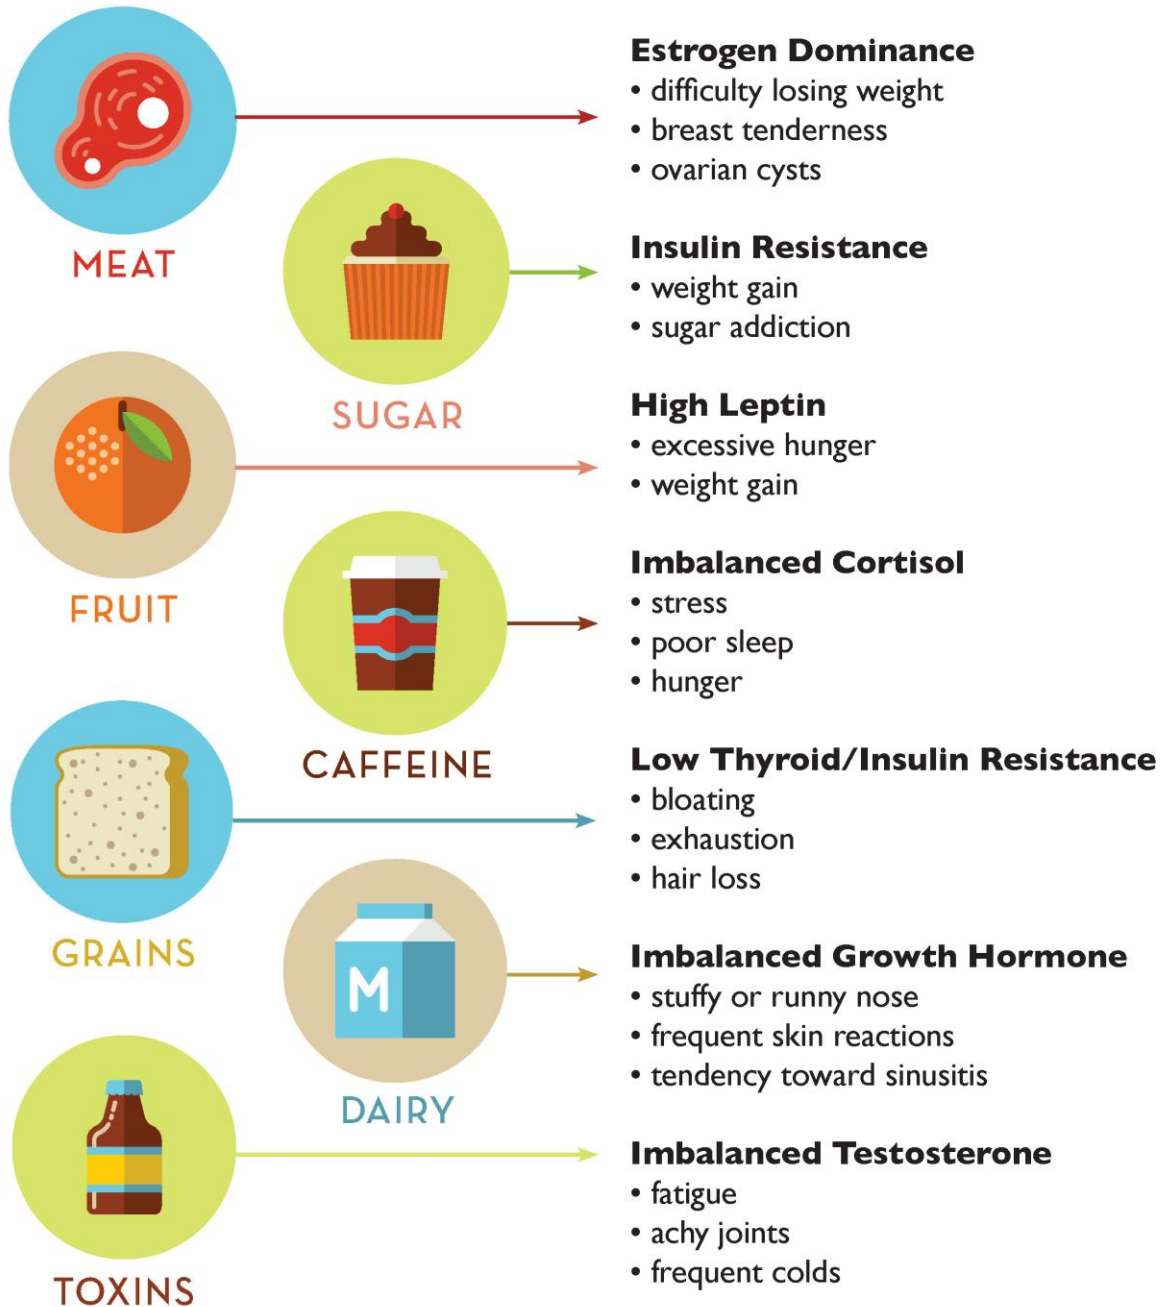 Estrogen Dominance
• difficulty losing weight
• breast tenderness
• ovarian cysts
MEAT
Insulin Resistance
• weight gain
• sugar addiction
SUGAR
High Leptin
• excessive hunger
• weight gain
FRUIT
Imbalanced Cortisol
• stress
• poor sleep
• hunger
CAFFEINE
Low Thyroid/Insulin Resistance
• bloating
• exhaustion
• hair loss
GRAINS
Imbalanced Growth Hormone
• stuffy or runny nose
• frequent skin reactions
• tendency toward sinusitis
M
DAIRY
Imbalanced Testosterone
• fatigue
• achy joints
• frequent colds
TOXINS